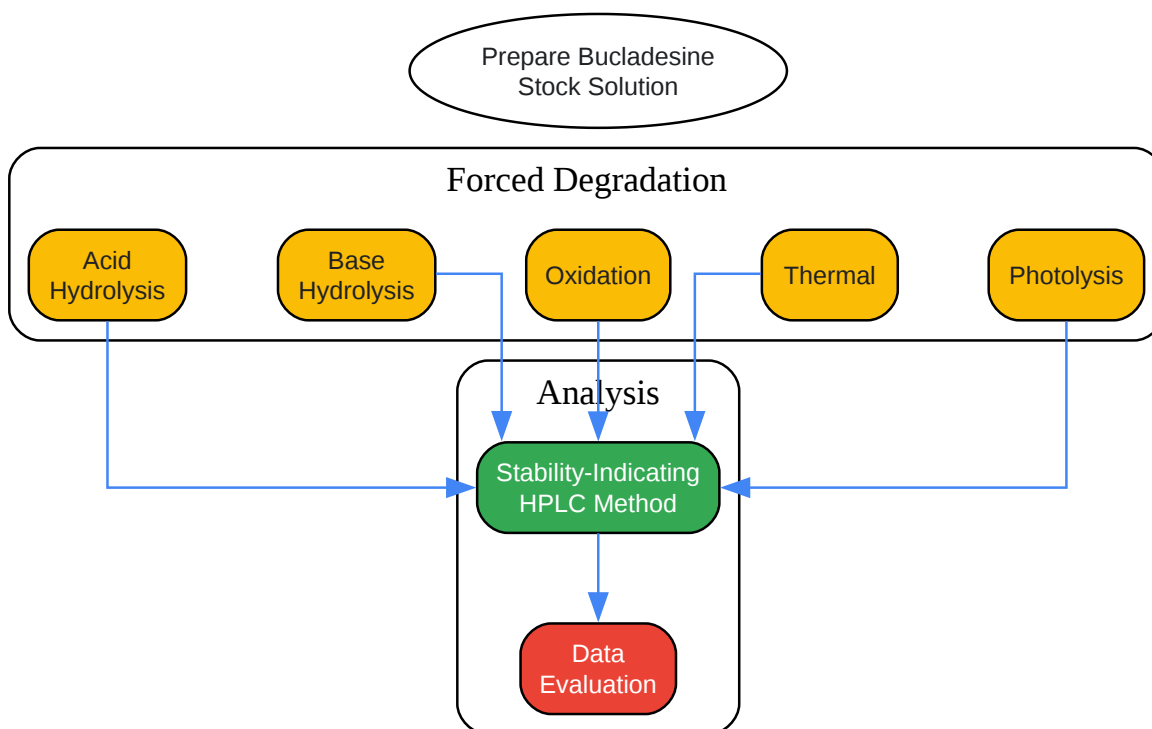 Prepare Bucladesine
Stock Solution
Forced Degradation
Acid
Hydrolysis
Base
Hydrolysis
Oxidation
Thermal
Photolysis
Analysis
Stability-Indicating
HPLC Method
Data
Evaluation